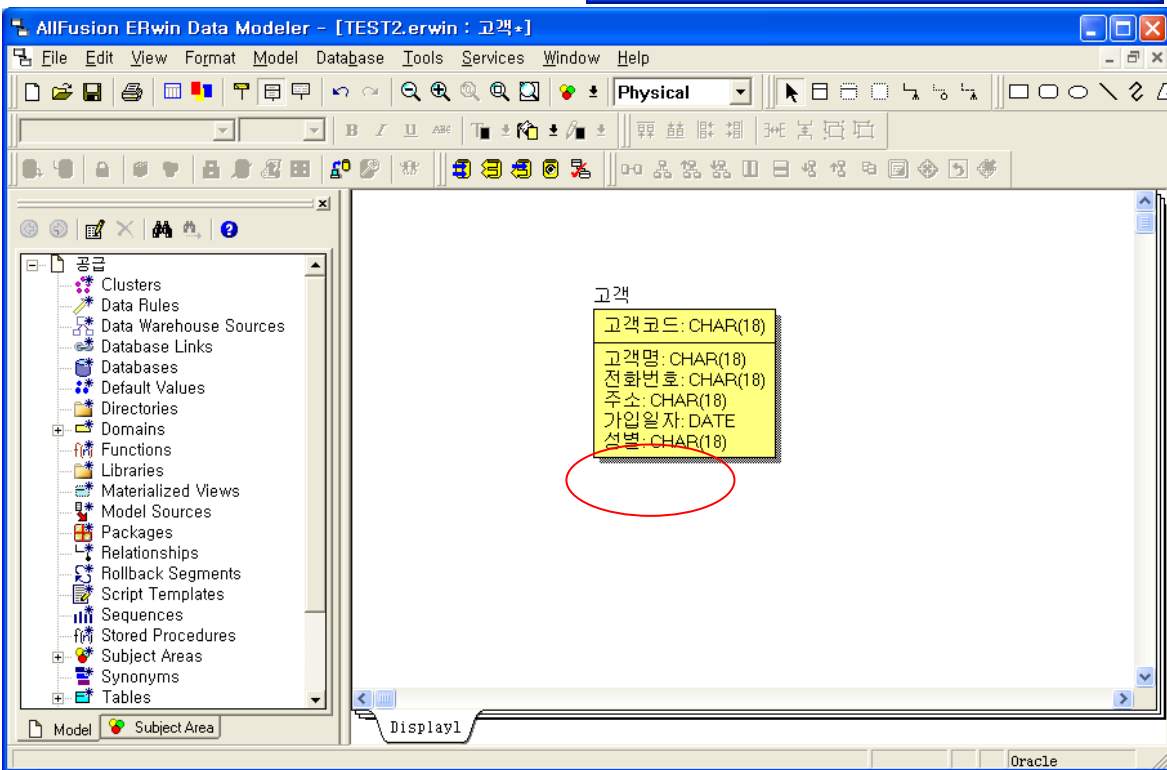 AllFusion ERwin Data Modeler - [TEST2.erwin : 고객*]
File Edit View Format Model Database Tools Services Window Help
Physical
공급
Clusters
Data Rules
Data Warehouse Sources
Database Links
Databases
Default Values
Directories
Domains
Functions
Libraries
Materialized Views
Model Sources
Packages
Relationships
Rollback Segments
Script Templates
Sequences
Stored Procedures
Subject Areas
Synonyms
Tables
Model Subject Area
고객
고객코드: CHAR(18)
고객명: CHAR(18)
전화번호: CHAR(18)
주소: CHAR(18)
가입일자: DATE
성별: CHAR(18)
Display1
Oracle